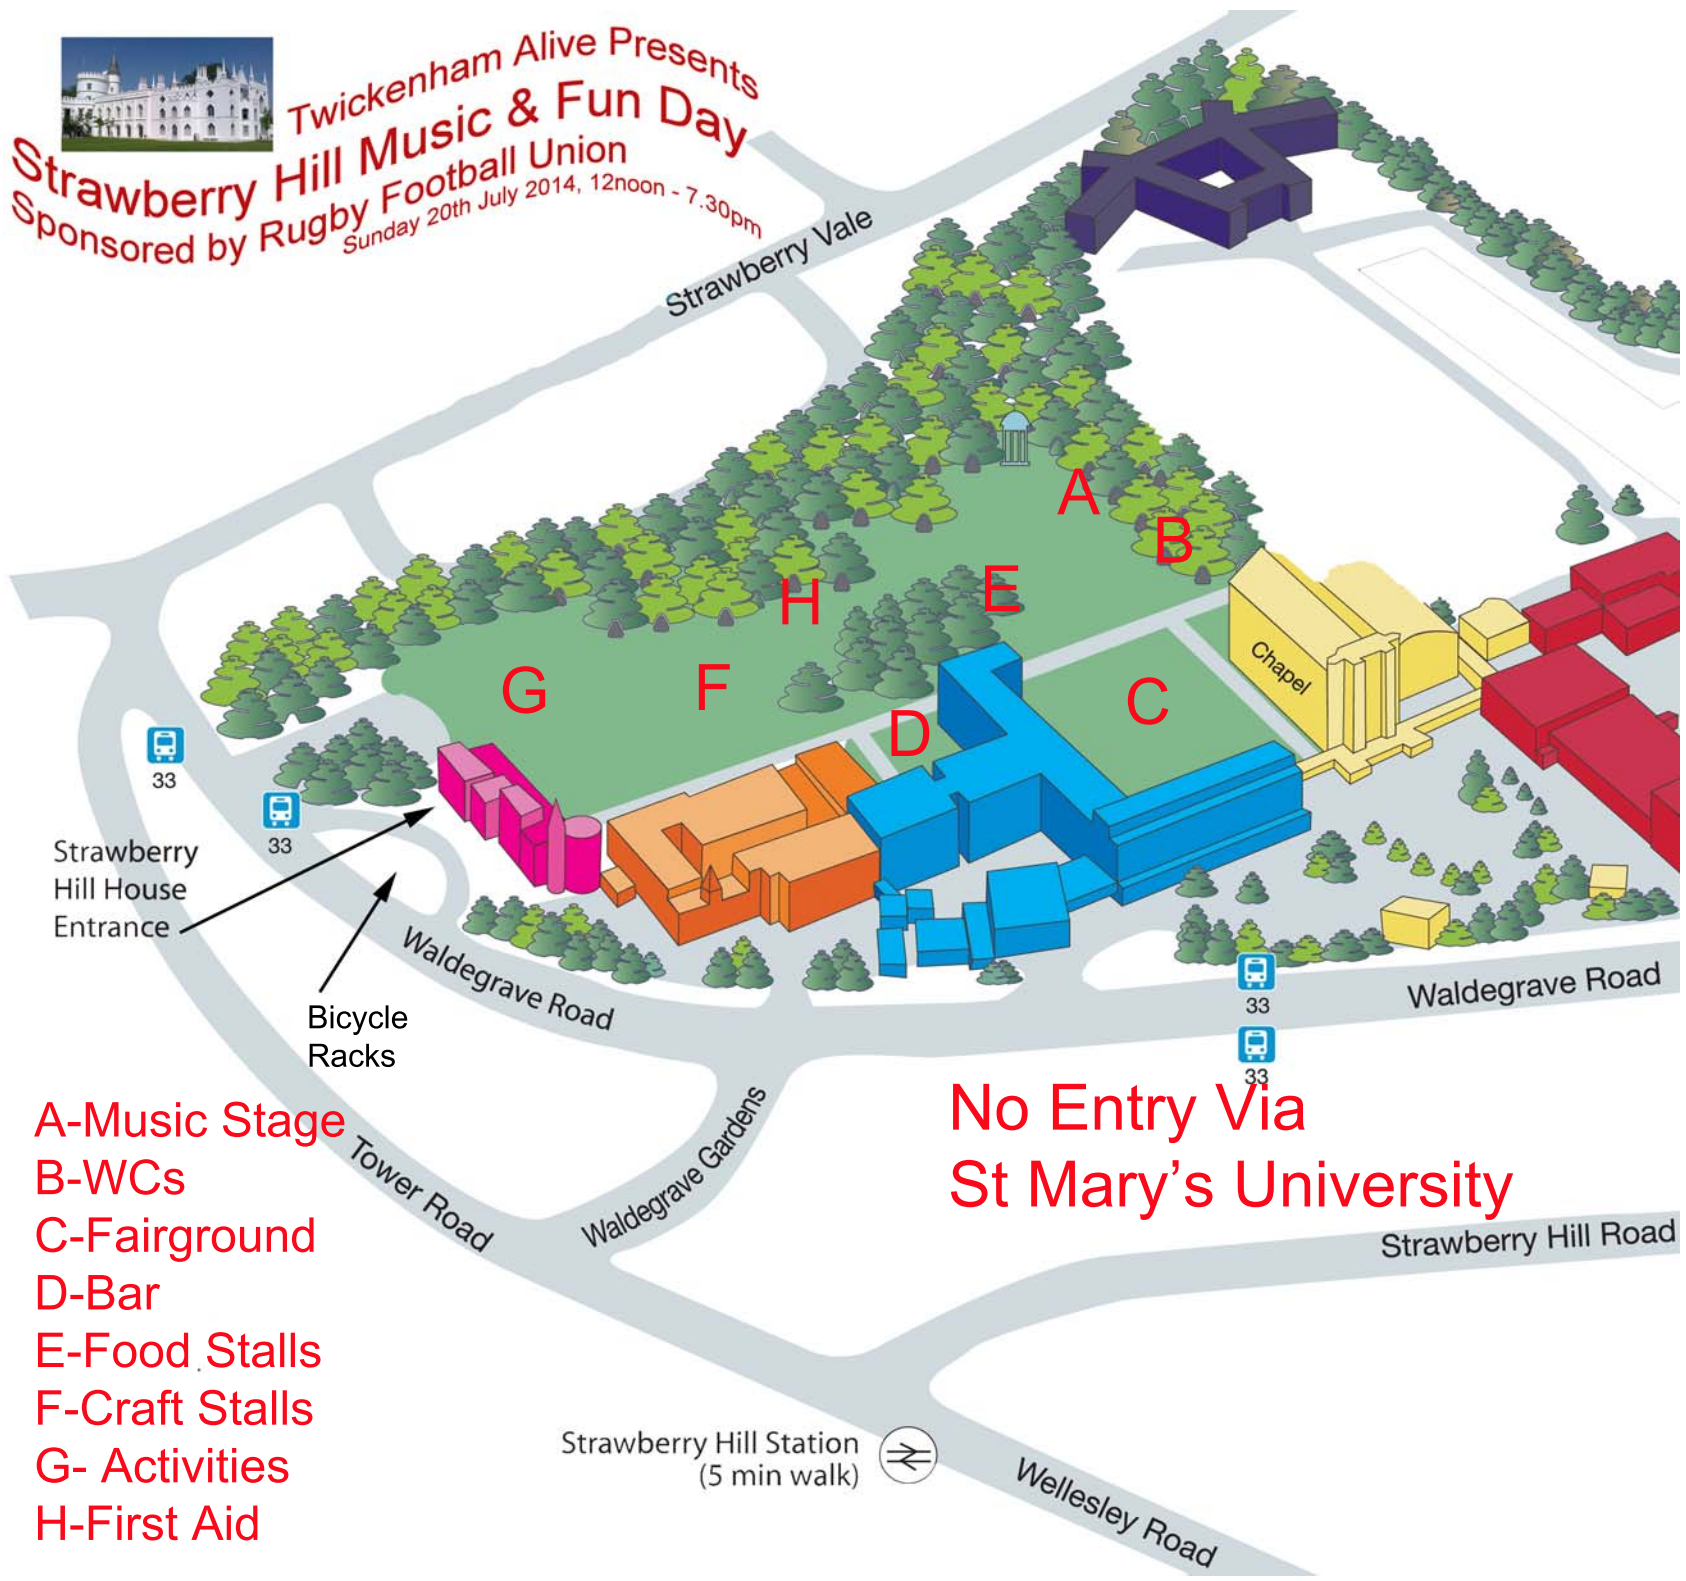 Twickenham Alive Presents
Strawberry Hill Music & Fun Day
Sponsored by Rugby Football Union
Sunday 20th July 2014, 12noon - 7.30pm
Strawberry Vale
A
B
H
E
G
F
C
D
Chapel
33
33
Strawberry
Hill House
Entrance
Waldegrave Road
Bicycle
Racks
Waldegrave Road
33
33
No Entry Via
St Mary’s University
A-Music Stage
B-WCs
C-Fairground
D-Bar
E-Food Stalls
F-Craft Stalls
G- Activities
H-First Aid
Tower Road
Waldegrave Gardens
Strawberry Hill Road
Strawberry Hill Station
(5 min walk)
Wellesley Road